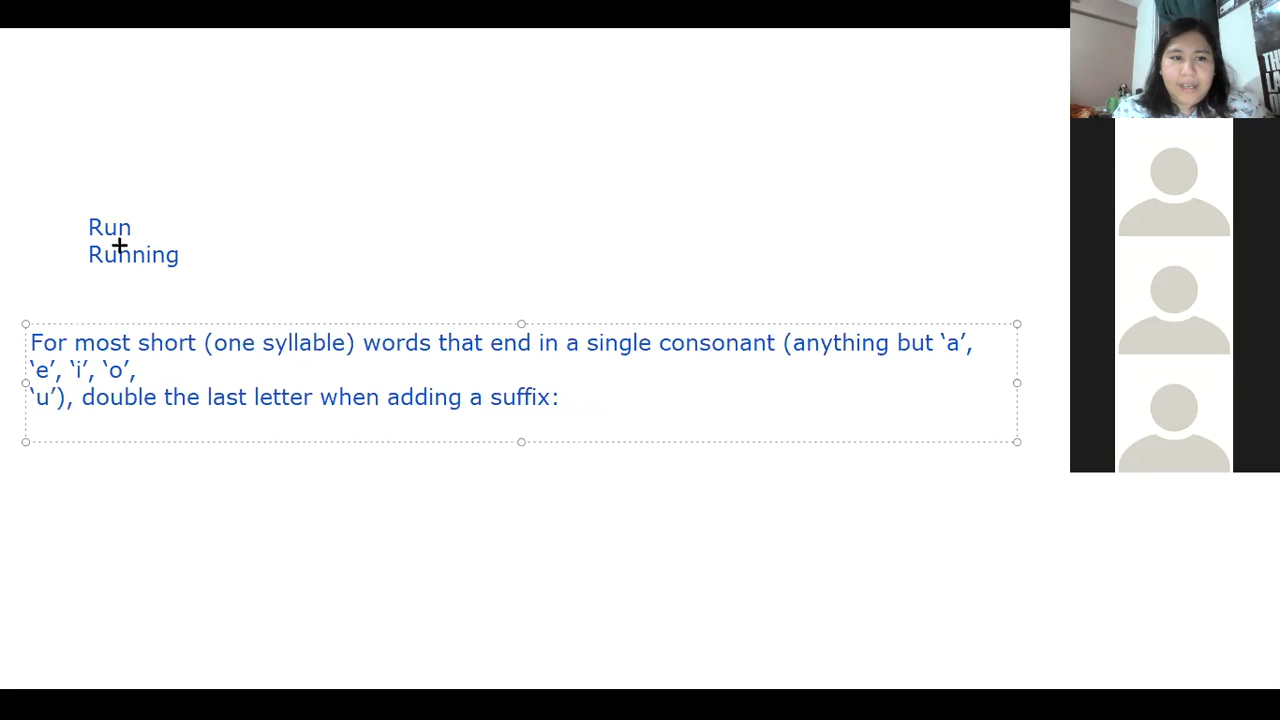 Run
Running
For most short (one syllable) words that end in a single consonant (anything but ‘a’,
‘e’, ‘i’, ‘o’,
‘u’), double the last letter when adding a suffix: